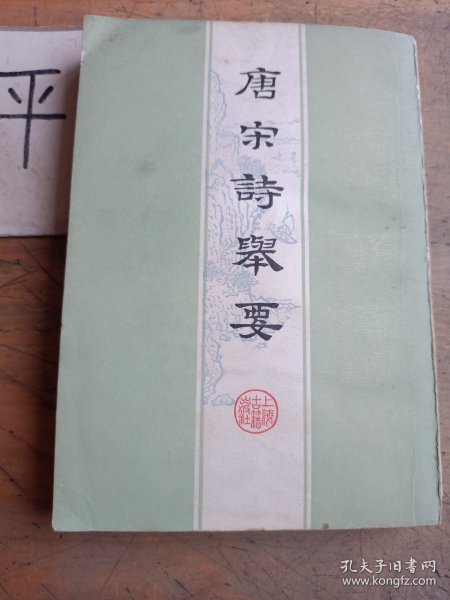 平
唐宋詩舉要
上海
古籍
出版社
孔夫子旧书网
www.kongfz.com